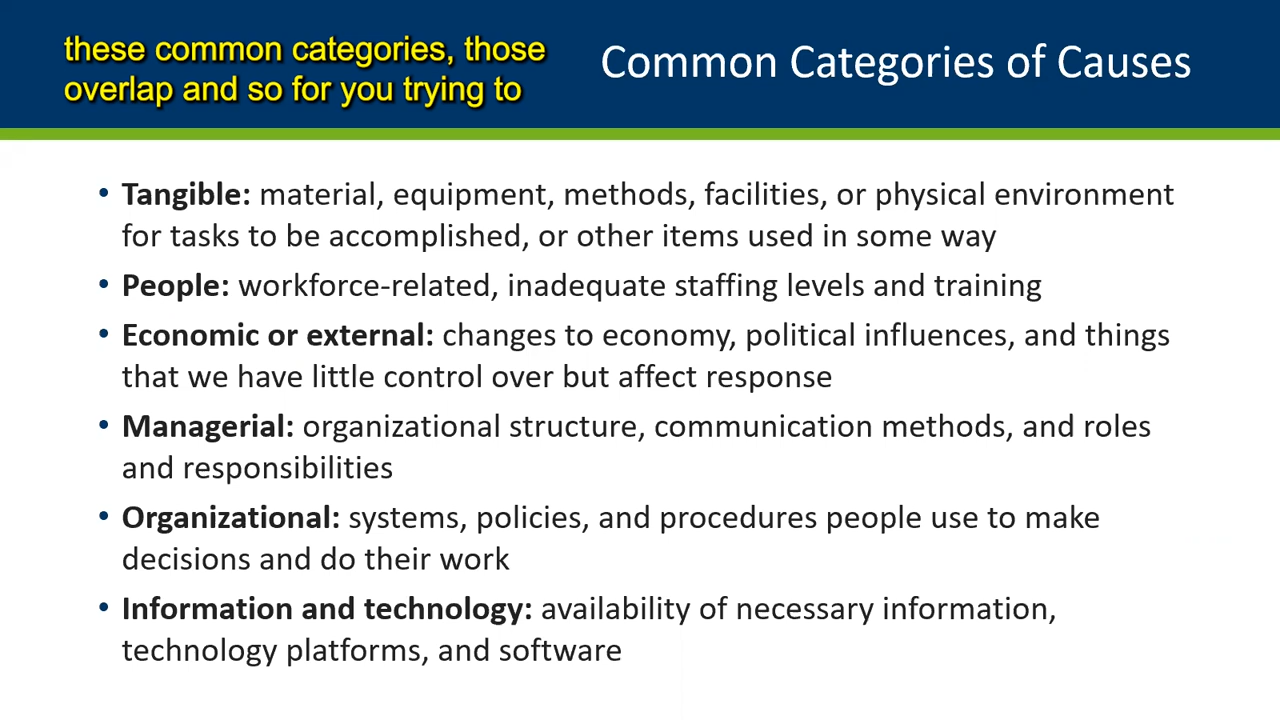 these common categories, those
overlap and so for you trying to
Common Categories of Causes
• Tangible: material, equipment, methods, facilities, or physical environment
for tasks to be accomplished, or other items used in some way
• People: workforce-related, inadequate staffing levels and training
• Economic or external: changes to economy, political influences, and things
that we have little control over but affect response
• Managerial: organizational structure, communication methods, and roles
and responsibilities
• Organizational: systems, policies, and procedures people use to make
decisions and do their work
• Information and technology: availability of necessary information,
technology platforms, and software